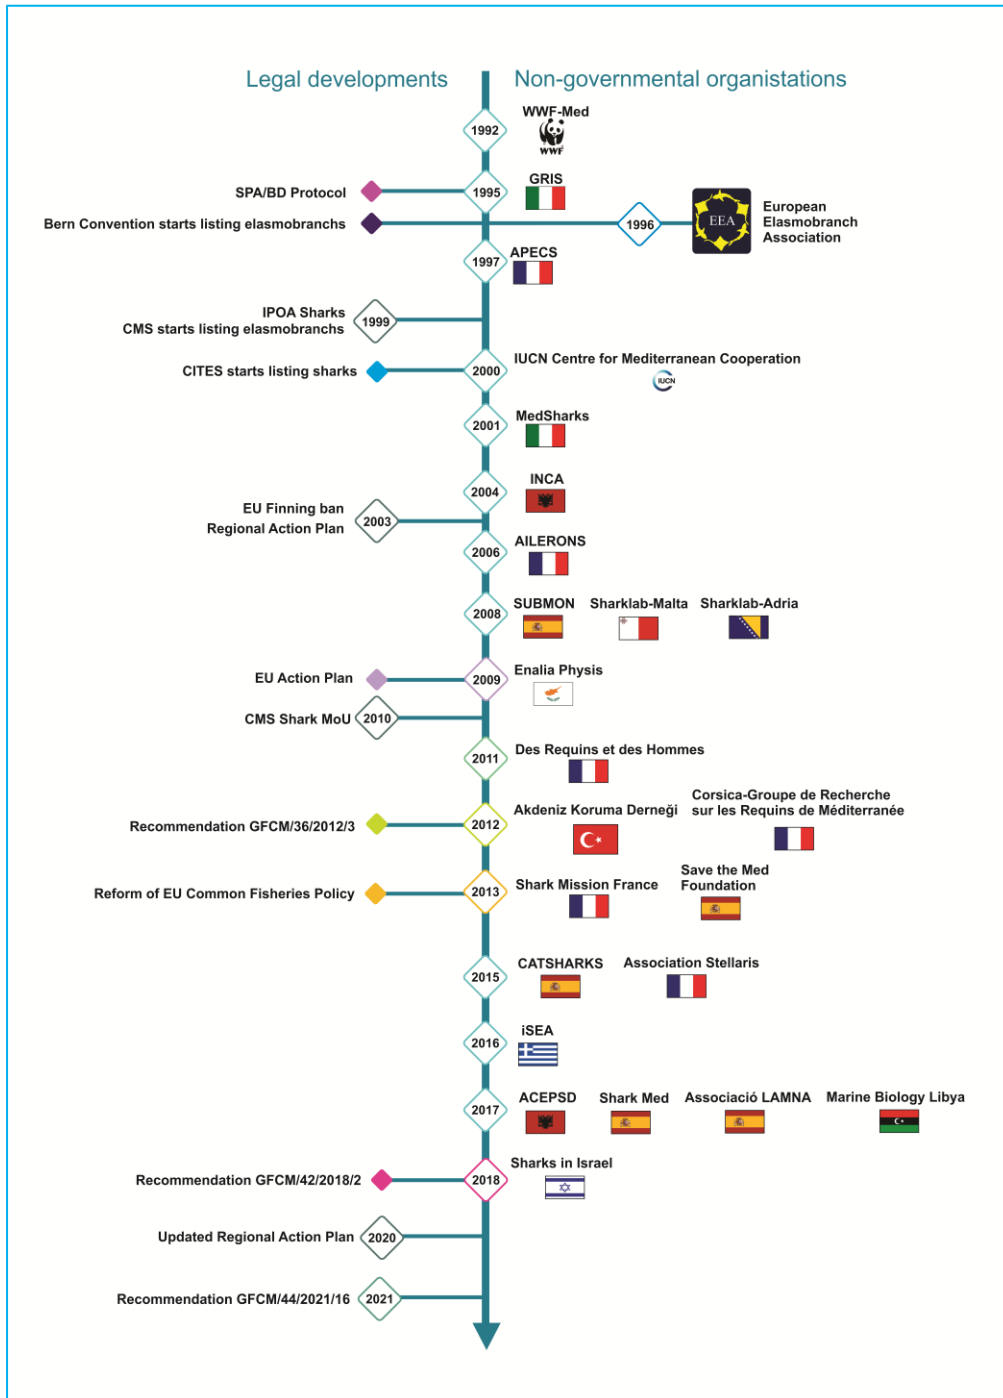 Legal developments
Non-governmental organistations
1992
WWF-Med
WWF
SPA/BD Protocol
1995
GRIS
Bern Convention starts listing elasmobranchs
1996
EEA
European
Elasmobranch
Association
1997
APECS
IPOA Sharks
CMS starts listing elasmobranchs
1999
CITES starts listing sharks
2000
IUCN Centre for Mediterranean Cooperation
IUCN
2001
MedSharks
2004
INCA
EU Finning ban
Regional Action Plan
2003
2006
AILERONS
2008
SUBMON
Sharklab-Malta
Sharklab-Adria
EU Action Plan
2009
Enalia Physis
CMS Shark MoU
2010
2011
Des Requins et des Hommes
Recommendation GFCM/36/2012/3
2012
Akdeniz Koruma Derneği
Corsica-Groupe de Recherche
sur les Requins de Méditerranée
Reform of EU Common Fisheries Policy
2013
Shark Mission France
Save the Med
Foundation
2015
CATSHARKS
Association Stellaris
2016
iSEA
2017
ACEPSD
Shark Med
Associació LAMNA
Marine Biology Libya
Recommendation GFCM/42/2018/2
2018
Sharks in Israel
Updated Regional Action Plan
2020
Recommendation GFCM/44/2021/16
2021